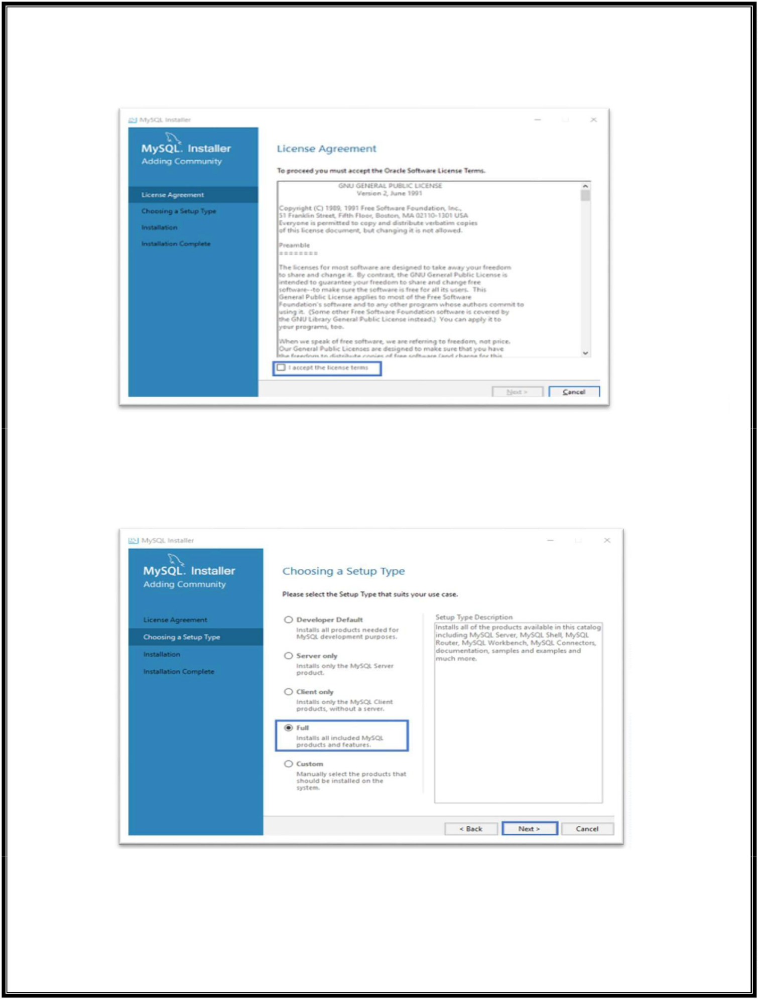 MySQL Installer
MySQL. Installer
Adding Community
License Agreement
Choosing a Setup Type
Installation
Installation Complete
License Agreement
To proceed you must accept the Oracle Software License Terms.
GNU GENERAL PUBLIC LICENSE
Version 2, June 1991
Copyright (C) 1989, 1991 Free Software Foundation, Inc.,
51 Franklin Street, Fifth Floor, Boston, MA 02110-1301 USA
Everyone is permitted to copy and distribute verbatim copies
of this license document, but changing it is not allowed.
Preamble
========
The licenses for most software are designed to take away your freedom
to share and change it. By contrast, the GNU General Public License is
intended to guarantee your freedom to share and change free
software--to make sure the software is free for all its users. This
General Public License applies to most of the Free Software
Foundation's software and to any other program whose authors commit to
using it. (Some other Free Software Foundation software is covered by
the GNU Library General Public License instead.) You can apply it to
your programs, too.
When we speak of free software, we are referring to freedom, not price.
Our General Public Licenses are designed to make sure that you have
the freedom to distribute copies of free software (and charge for this
I accept the license terms
Next >
Cancel
MySQL Installer
MySQL. Installer
Adding Community
License Agreement
Choosing a Setup Type
Installation
Installation Complete
Choosing a Setup Type
Please select the Setup Type that suits your use case.
Developer Default
Installs all products needed for
MySQL development purposes.
Server only
Installs only the MySQL Server
product.
Client only
Installs only the MySQL Client
products, without a server.
Full
Installs all included MySQL
products and features.
Custom
Manually select the products that
should be installed on the
system.
Setup Type Description
Installs all of the products available in this catalog
including MySQL Server, MySQL Shell, MySQL
Router, MySQL Workbench, MySQL Connectors,
documentation, samples and examples and
much more.
< Back
Next >
Cancel